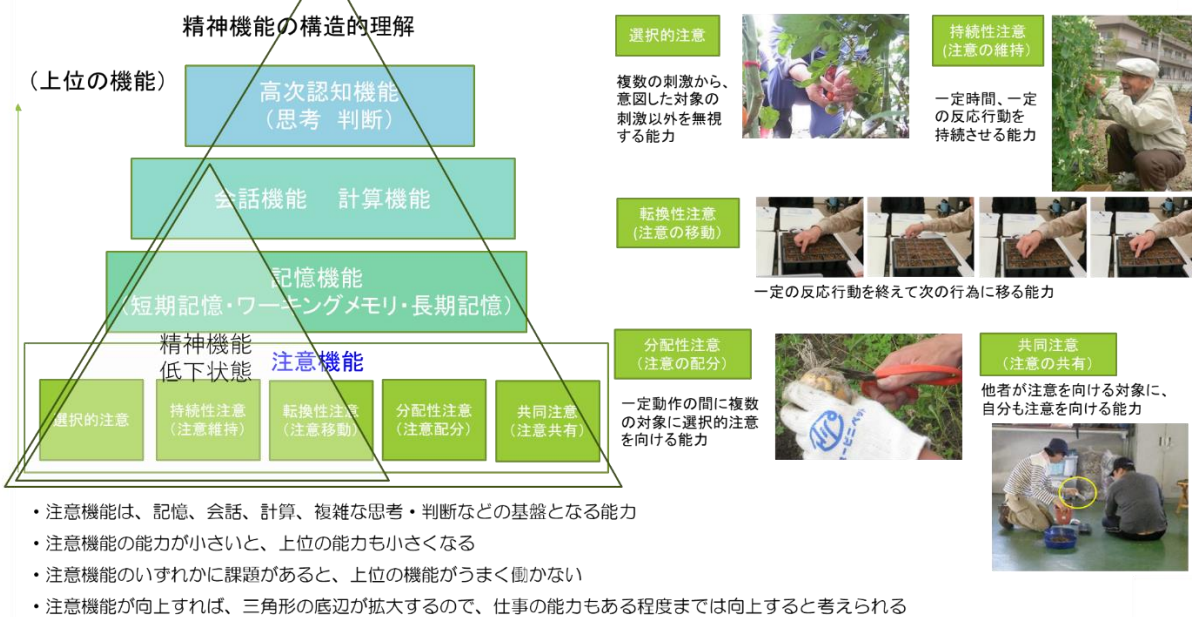 精神機能の構造的理解
(上位の機能)
高次認知機能
(思考 判断)
会話機能 計算機能
記憶機能
(短期記憶・ワーキングメモリ・長期記憶)
精神機能
低下状態
注意機能
選択的注意
持続性注意
(注意維持)
転換性注意
(注意移動)
分配性注意
(注意配分)
共同注意
(注意共有)
・注意機能は、記憶、会話、計算、複雑な思考・判断などの基盤となる能力
・注意機能の能力が小さいと、上位の能力も小さくなる
・注意機能のいずれかに課題があると、上位の機能がうまく働かない
・注意機能が向上すれば、三角形の底辺が拡大するので、仕事の能力もある程度までは向上すると考えられる
選択的注意
複数の刺激から、
意図した対象の
刺激以外を無視
する能力
持続性注意
(注意の維持)
一定時間、一定
の反応行動を
持続させる能力
転換性注意
(注意の移動)
一定の反応行動を終えて次の行為に移る能力
分配性注意
(注意の配分)
一定動作の間に複数
の対象に選択的注意
を向ける能力
共同注意
(注意の共有)
他者が注意を向ける対象に、
自分も注意を向ける能力